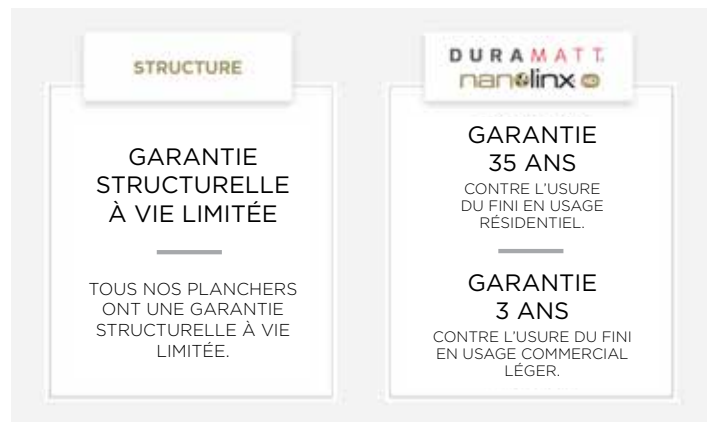 STRUCTURE
GARANTIE
STRUCTURELLE
À VIE LIMITÉE
TOUS NOS PLANCHERS
ONT UNE GARANTIE
STRUCTURELLE À VIE
LIMITÉE.
DURAMATT.
nanolinx HD
GARANTIE
35 ANS
CONTRE L'USURE
DU FINI EN USAGE
RÉSIDENTIEL.
GARANTIE
3 ANS
CONTRE L'USURE DU FINI
EN USAGE COMMERCIAL
LÉGER.